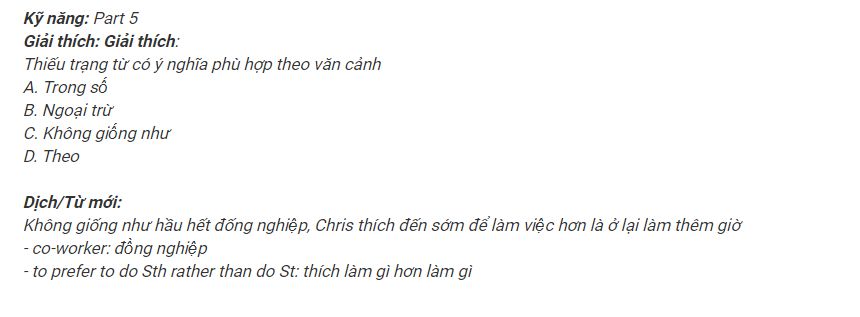 Kỹ năng: Part 5
Giải thích: Giải thích:
Thiếu trạng từ có ý nghĩa phù hợp theo văn cảnh
A. Trong số
B. Ngoại trừ
C. Không giống như
D. Theo
Dịch/Từ mới:
Không giống như hầu hết đống nghiệp, Chris thích đến sớm để làm việc hơn là ở lại làm thêm giờ
- co-worker: đồng nghiệp
- to prefer to do Sth rather than do St: thích làm gì hơn làm gì